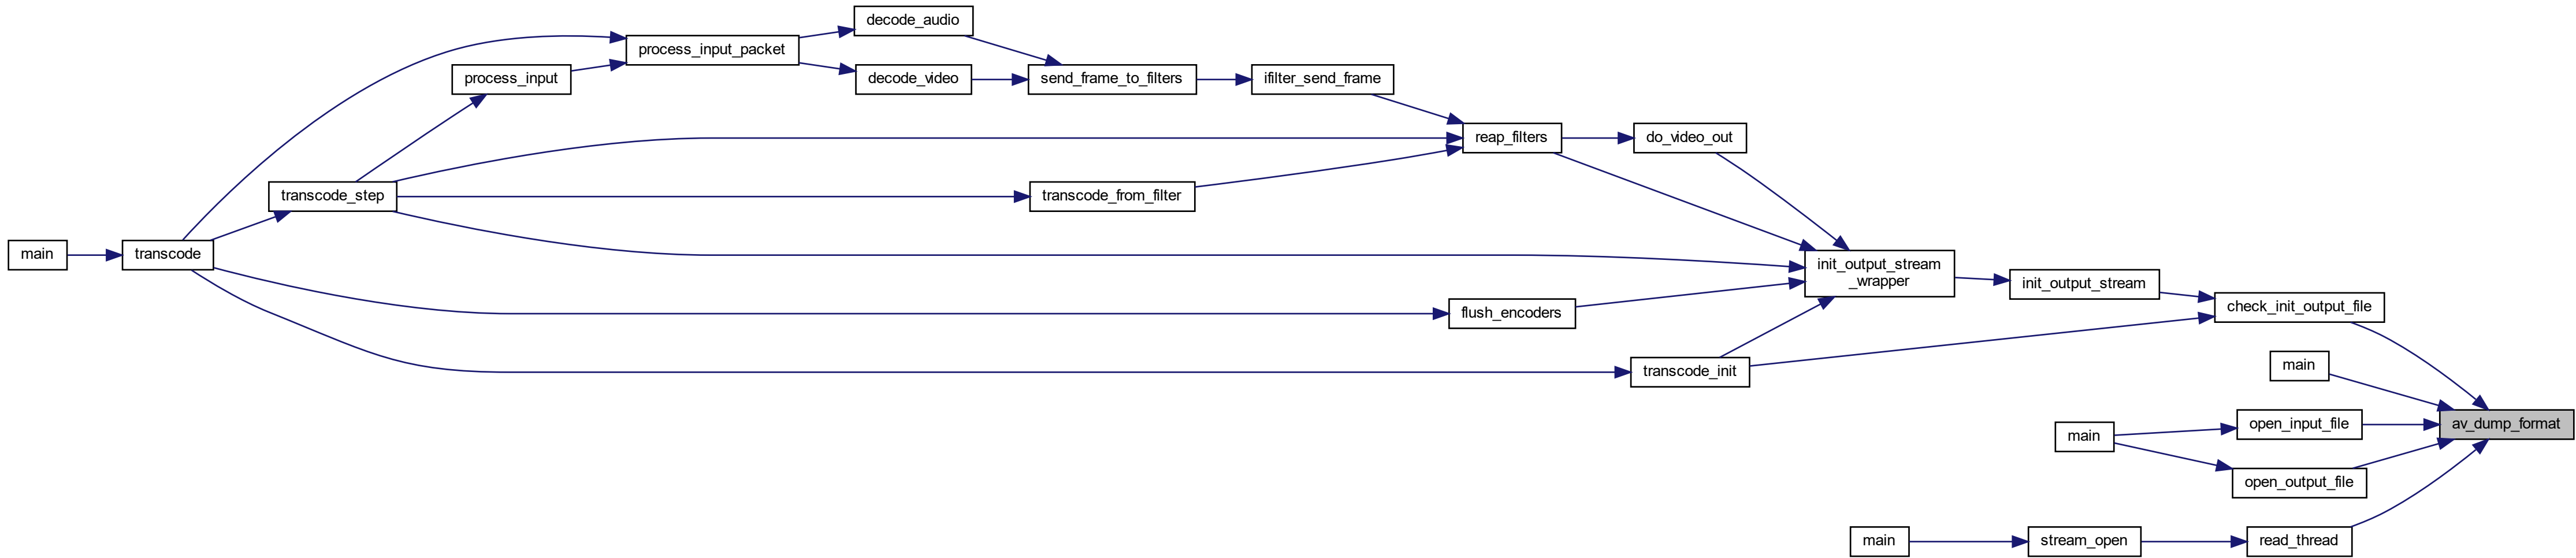 decode_audio
process_input_packet
process_input
decode_video
send_frame_to_filters
ifilter_send_frame
reap_filters
do_video_out
transcode_step
transcode_from_filter
main
transcode
init_output_stream
_wrapper
init_output_stream
flush_encoders
check_init_output_file
transcode_init
main
av_dump_format
open_input_file
main
open_output_file
main
stream_open
read_thread